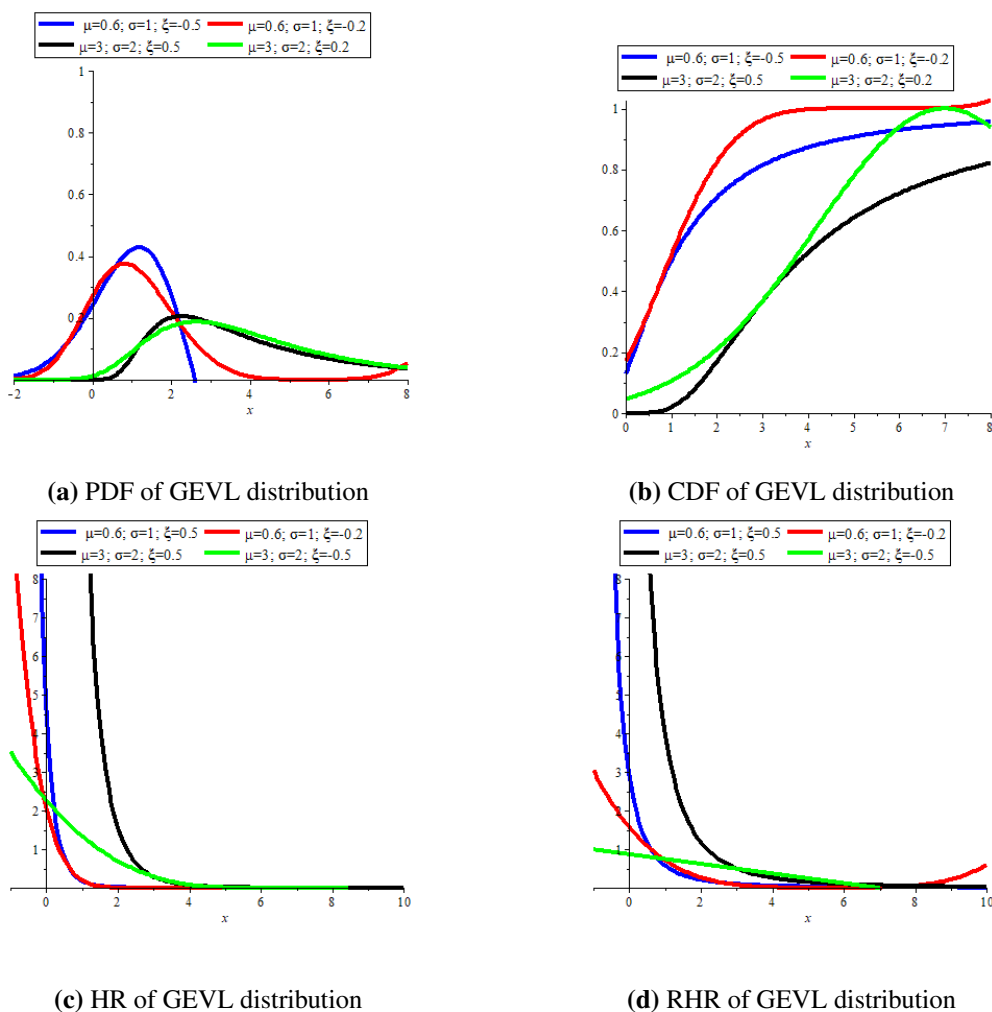 μ=0.6; σ=1; ξ=-0.5 μ=0.6; σ=1; ξ=-0.2
μ=3; σ=2; ξ=0.5 μ=3; σ=2; ξ=0.2
1
0.8
0.6
0.4
0.2
-2 0 2 4 6 8
x
(a) PDF of GEVL distribution
μ=0.6; σ=1; ξ=-0.5 μ=0.6; σ=1; ξ=-0.2
μ=3; σ=2; ξ=0.5 μ=3; σ=2; ξ=0.2
1
0.8
0.6
0.4
0.2
0
0 1 2 3 4 5 6 7 8
x
(b) CDF of GEVL distribution
μ=0.6; σ=1; ξ=0.5 μ=0.6; σ=1; ξ=-0.2
μ=3; σ=2; ξ=0.5 μ=3; σ=2; ξ=-0.5
8
7
6
5
4
3
2
1
0 2 4 6 8 10
x
(c) HR of GEVL distribution
μ=0.6; σ=1; ξ=0.5 μ=0.6; σ=1; ξ=-0.2
μ=3; σ=2; ξ=0.5 μ=3; σ=2; ξ=-0.5
8
7
6
5
4
3
2
1
0 2 4 6 8 10
x
(d) RHR of GEVL distribution